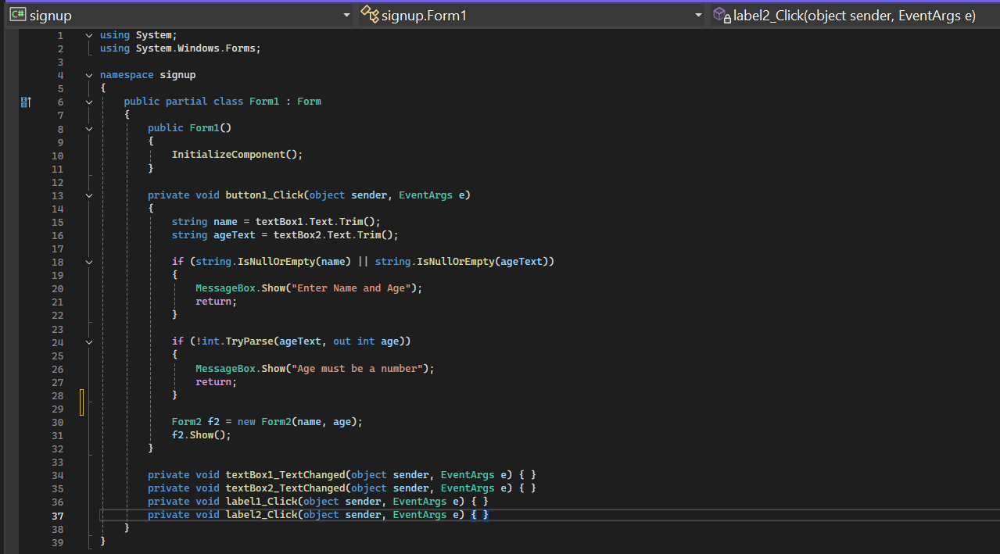 C# signup signup.Form1 label2_Click(object sender, EventArgs e)
1 using System;
2 using System.Windows.Forms;
3
4 namespace signup
5 {
6 public partial class Form1 : Form
7 {
8 public Form1()
9 {
10 InitializeComponent();
11 }
12
13 private void button1_Click(object sender, EventArgs e)
14 {
15 string name = textBox1.Text.Trim();
16 string ageText = textBox2.Text.Trim();
17
18 if (string.IsNullOrEmpty(name) || string.IsNullOrEmpty(ageText))
19 {
20 MessageBox.Show("Enter Name and Age");
21 return;
22 }
23
24 if (!int.TryParse(ageText, out int age))
25 {
26 MessageBox.Show("Age must be a number");
27 return;
28 }
29
30 Form2 f2 = new Form2(name, age);
31 f2.Show();
32 }
33
34 private void textBox1_TextChanged(object sender, EventArgs e) { }
35 private void textBox2_TextChanged(object sender, EventArgs e) { }
36 private void label1_Click(object sender, EventArgs e) { }
37 private void label2_Click(object sender, EventArgs e) { }
38 }
39 }